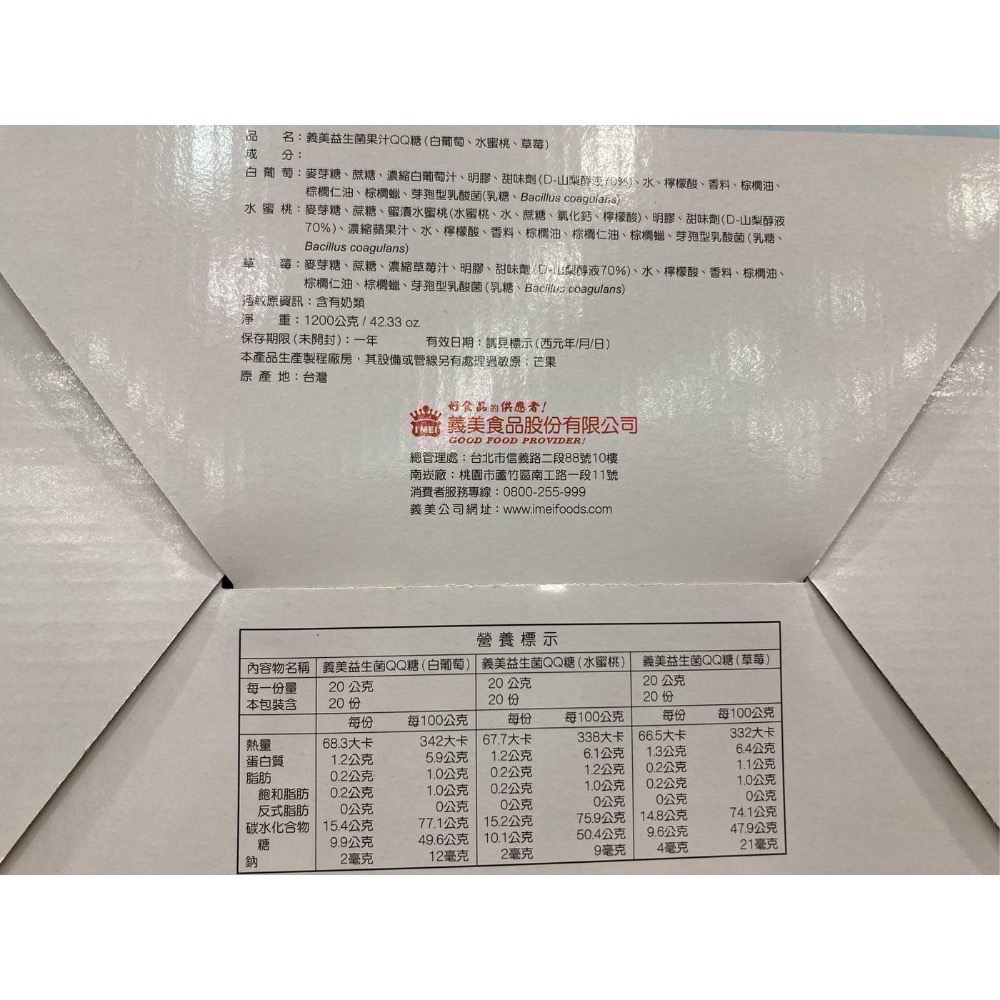 品 名：義美益生菌果汁QQ糖(白葡萄、水蜜桃、草莓)
成 分：
白葡萄：麥芽糖、蔗糖、濃縮白葡萄汁、明膠、甜味劑(D-山梨醇液70%)、水、檸檬酸、香料、棕櫚油、
棕櫚仁油、棕櫚蠟、芽孢型乳酸菌(乳糖、Bacillus coagulans)
水蜜桃：麥芽糖、蔗糖、蜜漬水蜜桃(水蜜桃、水、蔗糖、氯化鈣、檸檬酸)、明膠、甜味劑(D-山梨醇液
70%)、濃縮蘋果汁、水、檸檬酸、香料、棕櫚油、棕櫚仁油、棕櫚蠟、芽孢型乳酸菌(乳糖、
Bacillus coagulans)
草 莓：麥芽糖、蔗糖、濃縮草莓汁、明膠、甜味劑(D-山梨醇液70%)、水、檸檬酸、香料、棕櫚油、
棕櫚仁油、棕櫚蠟、芽孢型乳酸菌(乳糖、Bacillus coagulans)
過敏原資訊：含有奶類
淨 重：1200公克 / 42.33 oz
保存期限(未開封)：一年 有效日期：請見標示(西元年/月/日)
本產品生產製程廠房，其設備或管線另有處理過敏原：芒果
原產地：台灣
好食品的供應者!
I MEI 義美食品股份有限公司
GOOD FOOD PROVIDER!
總管理處：台北市信義路二段88號10樓
南崁廠：桃園市蘆竹區南工路一段11號
消費者服務專線：0800-255-999
義美公司網址：www.imeifoods.com
營養標示
內容物名稱 義美益生菌QQ糖(白葡萄) 義美益生菌QQ糖(水蜜桃) 義美益生菌QQ糖(草莓)
每一份量 20公克 20公克 20公克
本包裝含 20份 20份 20份
每份 每100公克 每份 每100公克 每份 每100公克
熱量 68.3大卡 342大卡 67.7大卡 338大卡 66.5大卡 332大卡
蛋白質 1.2公克 5.9公克 1.2公克 6.1公克 1.3公克 6.4公克
脂肪 0.2公克 1.0公克 0.2公克 1.2公克 0.2公克 1.1公克
飽和脂肪 0.2公克 1.0公克 0.2公克 1.0公克 0.2公克 1.0公克
反式脂肪 0公克 0公克 0公克 0公克 0公克 0公克
碳水化合物 15.4公克 77.1公克 15.2公克 75.9公克 14.8公克 74.1公克
糖 9.9公克 49.6公克 10.1公克 50.4公克 9.6公克 47.9公克
鈉 2毫克 12毫克 2毫克 9毫克 4毫克 21毫克